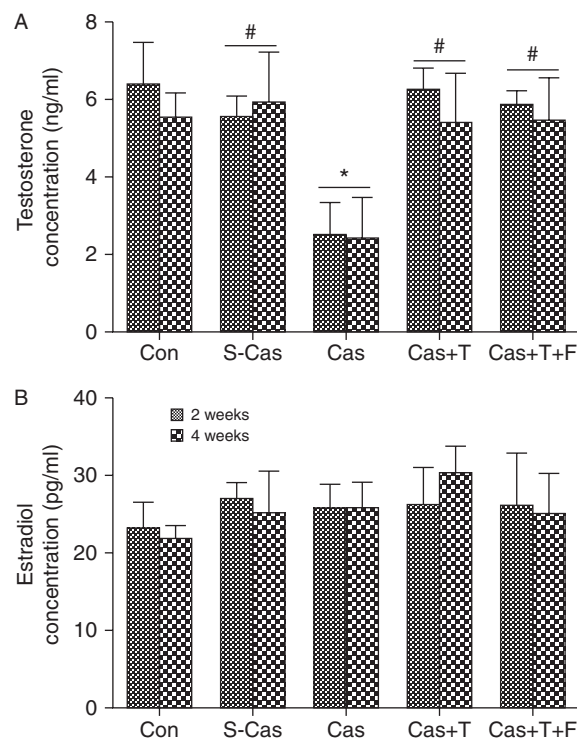 A
8
6
4
2
0
Testosterone
concentration (ng/ml)
#
*
#
#
Con S-Cas Cas Cas+T Cas+T+F
B
40
30
20
10
0
Estradiol
concentration (pg/ml)
2 weeks
4 weeks
Con S-Cas Cas Cas+T Cas+T+F